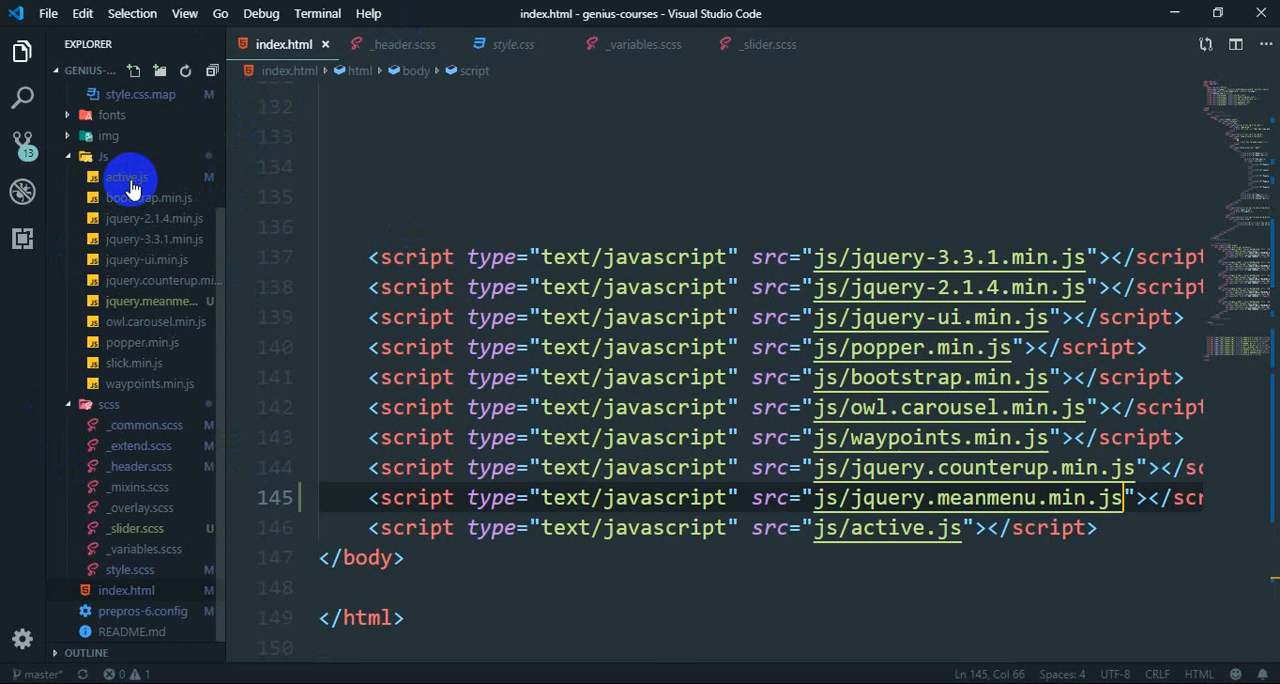 File Edit Selection View Go Debug Terminal Help index.html - genius-courses - Visual Studio Code
EXPLORER
GENIUS-...
style.css.map M
fonts
img
Js
active.js M
bootstrap.min.js
jquery-2.1.4.min.js
jquery-3.3.1.min.js
jquery-ui.min.js
jquery.counterup.mi...
jquery.meanme... U
owl.carousel.min.js
popper.min.js
slick.min.js
waypoints.min.js
scss
_common.scss M
_extend.scss M
_header.scss M
_mixins.scss
_overlay.scss
_slider.scss U
_variables.scss
style.scss M
index.html M
prepros-6.config M
README.md
OUTLINE
index.html _header.scss style.css _variables.scss _slider.scss
index.html html body script
132
133
134
135
136
137 <script type="text/javascript" src="js/jquery-3.3.1.min.js"></script
138 <script type="text/javascript" src="js/jquery-2.1.4.min.js"></script
139 <script type="text/javascript" src="js/jquery-ui.min.js"></script>
140 <script type="text/javascript" src="js/popper.min.js"></script>
141 <script type="text/javascript" src="js/bootstrap.min.js"></script>
142 <script type="text/javascript" src="js/owl.carousel.min.js"></script
143 <script type="text/javascript" src="js/waypoints.min.js"></script>
144 <script type="text/javascript" src="js/jquery.counterup.min.js"></sc
145 <script type="text/javascript" src="js/jquery.meanmenu.min.js"></scr
146 <script type="text/javascript" src="js/active.js"></script>
147 </body>
148
149 </html>
150
13
master* 0 1 Ln 145, Col 66 Spaces: 4 UTF-8 CRLF HTML